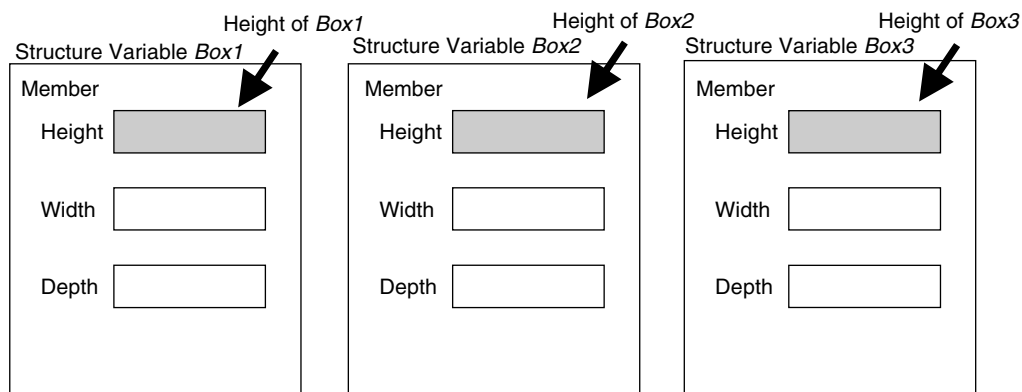 Height of Box1
Structure Variable Box1
Member
Height
Width
Depth
Height of Box2
Structure Variable Box2
Member
Height
Width
Depth
Height of Box3
Structure Variable Box3
Member
Height
Width
Depth